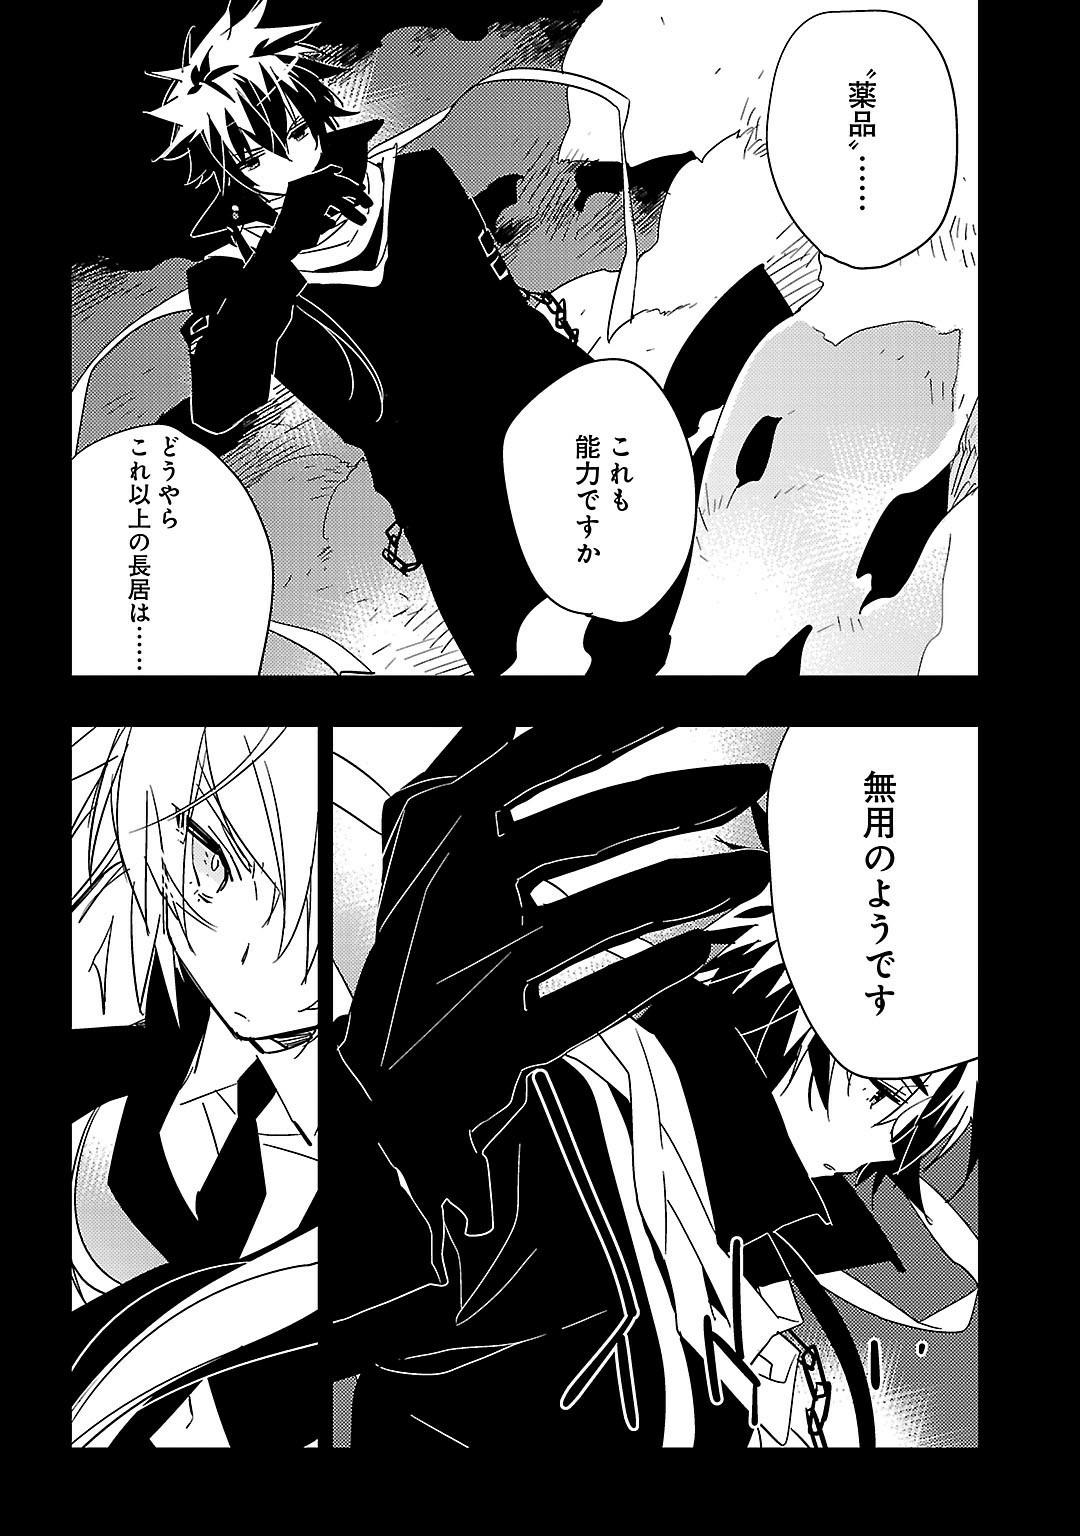 〝薬品〟……
これも
能力ですか
どうやら
これ以上の長居は……
無用のようです